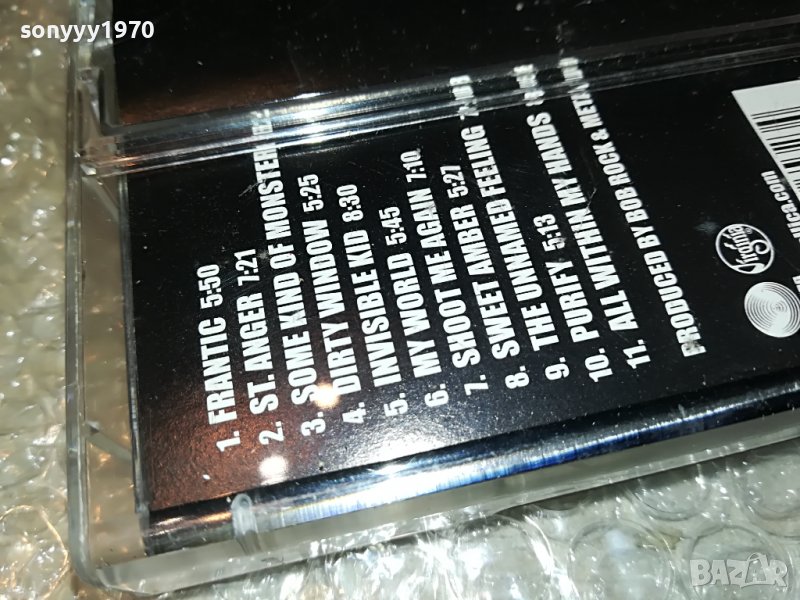 sonyyy1970
1. FRANTIC 5:50
2. ST. ANGER 7:21
3. SOME KIND OF MONSTER
4. DIRTY WINDOW 5:25
5. INVISIBLE KID 8:30
6. MY WORLD 5:45
7. SHOOT ME AGAIN 7:10
8. SWEET AMBER 5:27
9. THE UNNAMED FEELING
10. PURIFY 5:13
11. ALL WITHIN MY HANDS
PRODUCED BY BOB ROCK &
.com
BAZAR